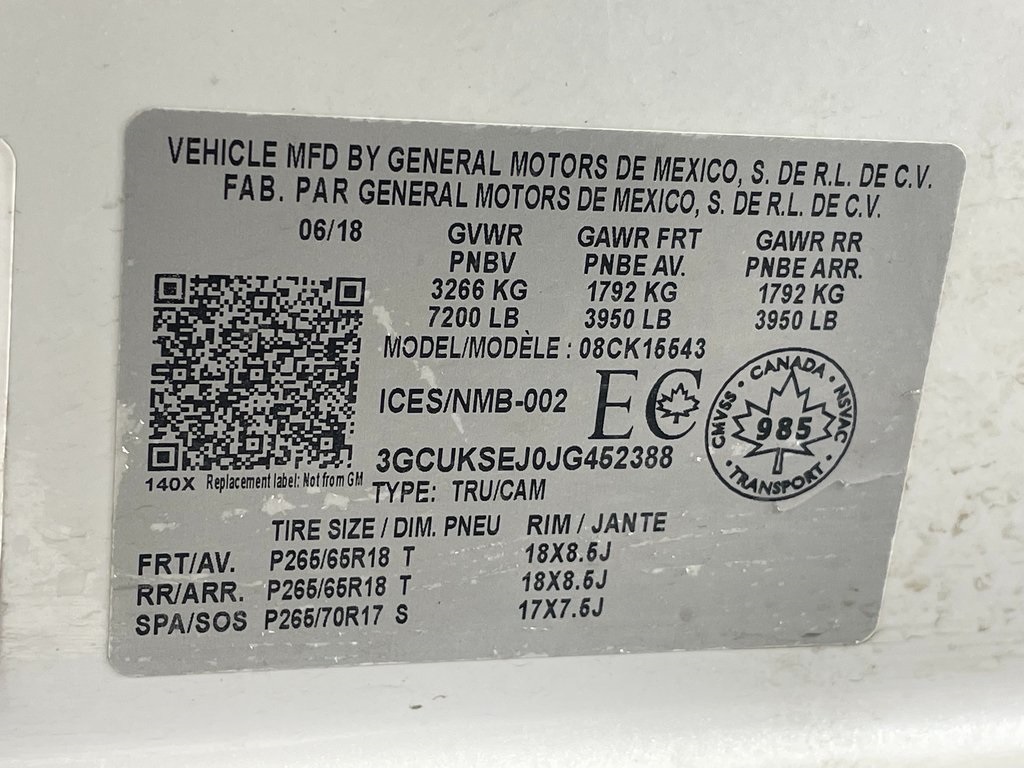 VEHICLE MFD BY GENERAL MOTORS DE MEXICO, S. DE R.L. DE C.V.
FAB. PAR GENERAL MOTORS DE MEXICO, S. DE R.L. DE C.V.
06/18 GVWR GAWR FRT GAWR RR
PNBV PNBE AV. PNBE ARR.
3266 KG 1792 KG 1792 KG
7200 LB 3950 LB 3950 LB
MODEL/MODÈLE : 08CK15543
ICES/NMB-002 EC
CANADA · NSVAC · TRANSPORT · CMVSS ·
985
3GCUKSEJ0JG452388
140X Replacement label: Not from GM
TYPE: TRU/CAM
TIRE SIZE / DIM. PNEU RIM / JANTE
FRT/AV. P265/65R18 T 18X8.5J
RR/ARR. P265/65R18 T 18X8.5J
SPA/SOS P265/70R17 S 17X7.5J